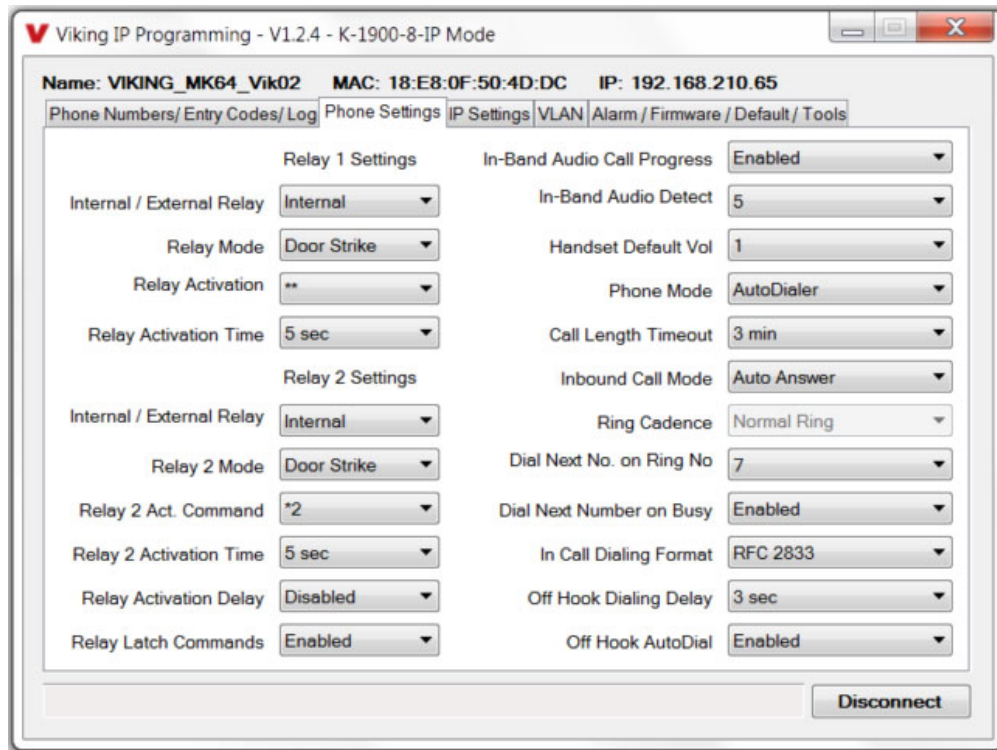 Viking IP Programming - V1.2.4 - K-1900-8-IP Mode
Name: VIKING_MK64_Vik02 MAC: 18:E8:0F:50:4D:DC IP: 192.168.210.65
Phone Numbers/ Entry Codes/ Log Phone Settings IP Settings VLAN Alarm / Firmware / Default / Tools
Relay 1 Settings
Internal / External Relay Internal
Relay Mode Door Strike
Relay Activation **
Relay Activation Time 5 sec
Relay 2 Settings
Internal / External Relay Internal
Relay 2 Mode Door Strike
Relay 2 Act. Command *2
Relay 2 Activation Time 5 sec
Relay Activation Delay Disabled
Relay Latch Commands Enabled
In-Band Audio Call Progress Enabled
In-Band Audio Detect 5
Handset Default Vol 1
Phone Mode AutoDialer
Call Length Timeout 3 min
Inbound Call Mode Auto Answer
Ring Cadence Normal Ring
Dial Next No. on Ring No 7
Dial Next Number on Busy Enabled
In Call Dialing Format RFC 2833
Off Hook Dialing Delay 3 sec
Off Hook AutoDial Enabled
Disconnect